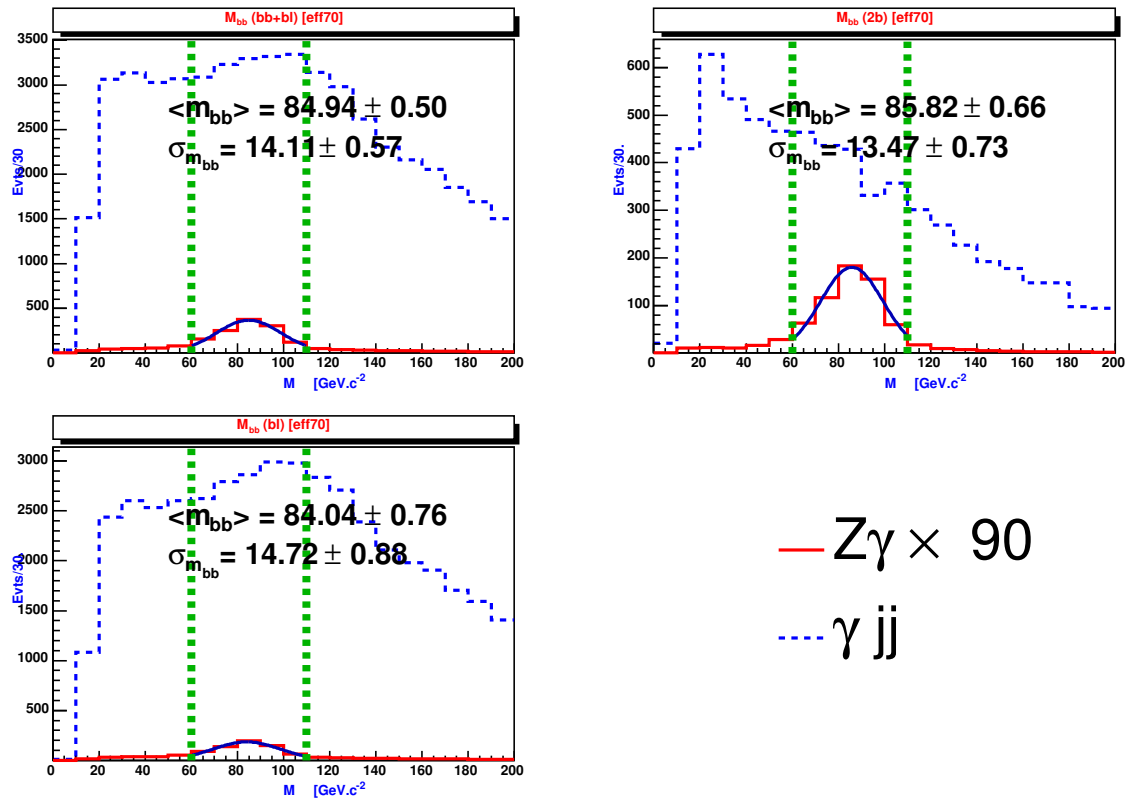 M_bb (bb+bl) [eff70]
3500
3000
2500
2000
1500
1000
500
Evts/30.
<m_bb> = 84.94 ± 0.50
σ_m_bb = 14.11 ± 0.57
0 20 40 60 80 100 120 140 160 180 200
M [GeV.c^-2
M_bb (2b) [eff70]
600
500
400
300
200
100
Evts/30.
<m_bb> = 85.82 ± 0.66
σ_m_bb = 13.47 ± 0.73
0 20 40 60 80 100 120 140 160 180 200
M [GeV.c^-2
M_bb (bl) [eff70]
3000
2500
2000
1500
1000
500
Evts/30.
<m_bb> = 84.04 ± 0.76
σ_m_bb = 14.72 ± 0.88
0 20 40 60 80 100 120 140 160 180 200
M [GeV.c^-2
Zγ × 90
γ jj